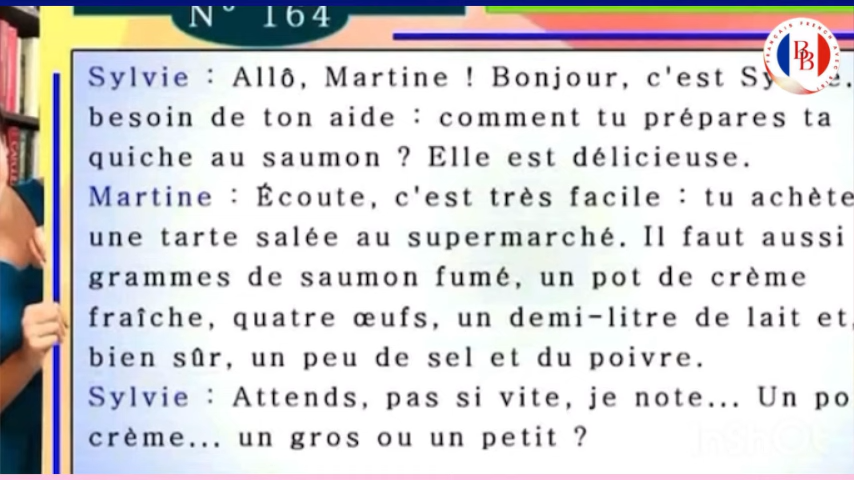 N° 164
Sylvie : Allô, Martine ! Bonjour, c'est
besoin de ton aide : comment tu prépares ta
quiche au saumon ? Elle est délicieuse.
Martine : Écoute, c'est très facile : tu achète
une tarte salée au supermarché. Il faut aussi
grammes de saumon fumé, un pot de crème
fraîche, quatre œufs, un demi-litre de lait et,
bien sûr, un peu de sel et du poivre.
Sylvie : Attends, pas si vite, je note... Un po
crème... un gros ou un petit ?